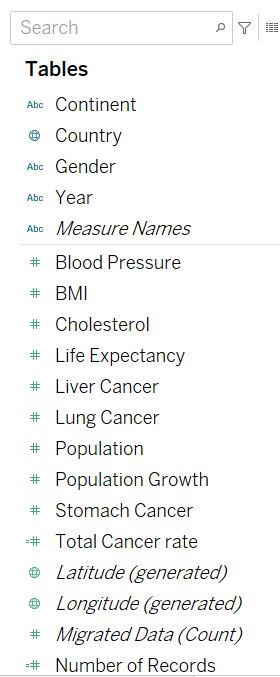 Search
Tables
Abc Continent
Country
Abc Gender
Abc Year
Abc Measure Names
# Blood Pressure
# BMI
# Cholesterol
# Life Expectancy
# Liver Cancer
# Lung Cancer
# Population
# Population Growth
# Stomach Cancer
=# Total Cancer rate
Latitude (generated)
Longitude (generated)
# Migrated Data (Count)
=# Number of Records